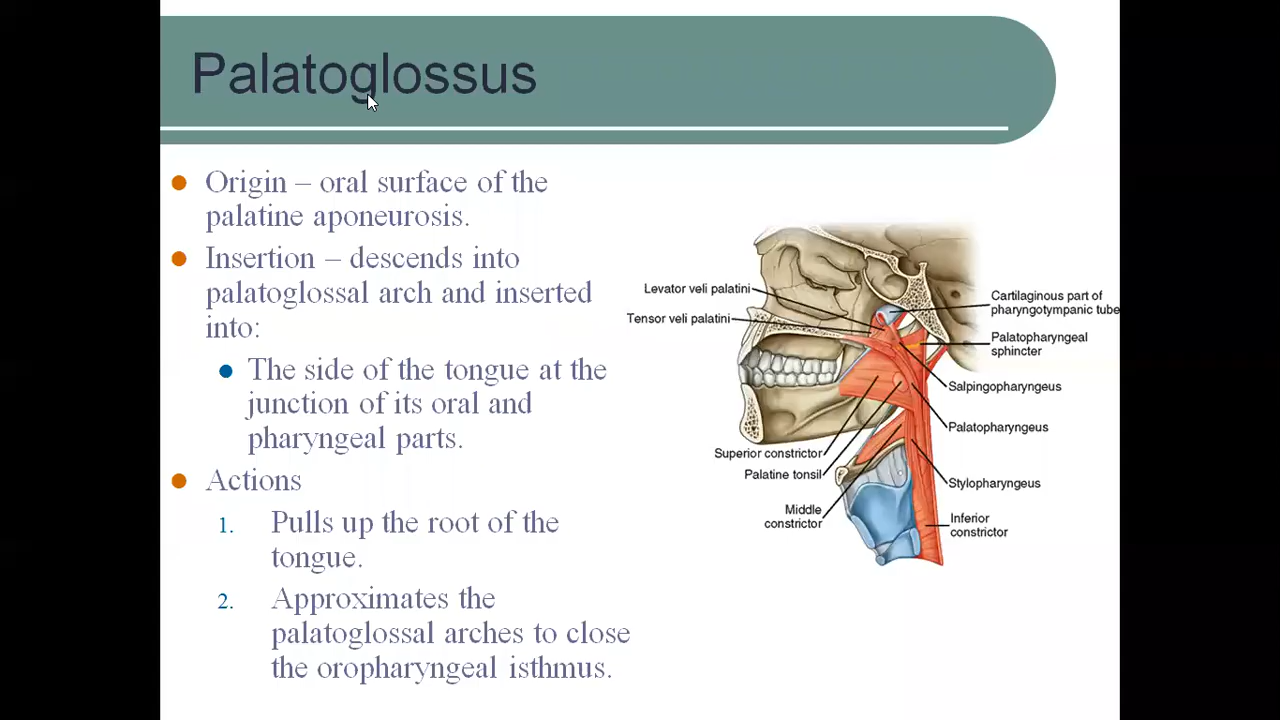 Palatoglossus
Origin – oral surface of the
palatine aponeurosis.
Insertion – descends into
palatoglossal arch and inserted
into:
The side of the tongue at the
junction of its oral and
pharyngeal parts.
Actions
1. Pulls up the root of the
tongue.
2. Approximates the
palatoglossal arches to close
the oropharyngeal isthmus.
Levator veli palatini
Tensor veli palatini
Superior constrictor
Palatine tonsil
Middle
constrictor
Cartilaginous part of
pharyngotympanic tube
Palatopharyngeal
sphincter
Salpingopharyngeus
Palatopharyngeus
Stylopharyngeus
Inferior
constrictor